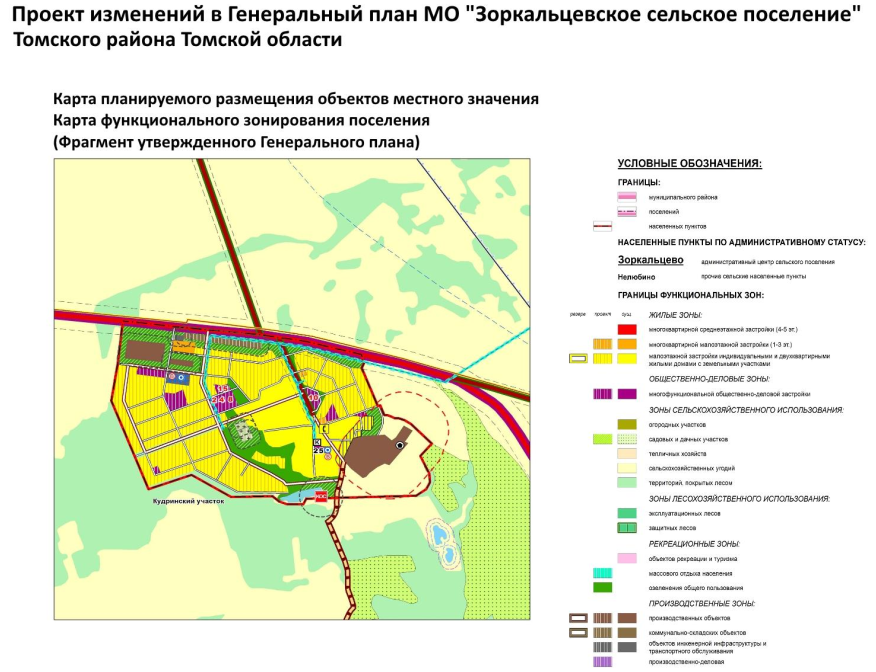 Проект изменений в Генеральный план МО "Зоркальцевское сельское поселение"
Томского района Томской области
Карта планируемого размещения объектов местного значения
Карта функционального зонирования поселения
(Фрагмент утвержденного Генерального плана)
Кудринский участок
УСЛОВНЫЕ ОБОЗНАЧЕНИЯ:
ГРАНИЦЫ:
муниципального района
поселений
населенных пунктов
НАСЕЛЕННЫЕ ПУНКТЫ ПО АДМИНИСТРАТИВНОМУ СТАТУСУ:
Зоркальцево административный центр сельского поселения
Нелюбино прочие сельские населенные пункты
ГРАНИЦЫ ФУНКЦИОНАЛЬНЫХ ЗОН:
резерв проект сущ. ЖИЛЫЕ ЗОНЫ:
многоквартирной среднеэтажной застройки (4-5 эт.)
многоквартирной малоэтажной застройки (1-3 эт.)
малоэтажной застройки индивидуальными и двухквартирными
жилыми домами с земельными участками
ОБЩЕСТВЕННО-ДЕЛОВЫЕ ЗОНЫ:
многофункциональной общественно-деловой застройки
ЗОНЫ СЕЛЬСКОХОЗЯЙСТВЕННОГО ИСПОЛЬЗОВАНИЯ:
огородных участков
садовых и дачных участков
тепличных хозяйств
сельскохозяйственных угодий
территорий, покрытых лесом
ЗОНЫ ЛЕСОХОЗЯЙСТВЕННОГО ИСПОЛЬЗОВАНИЯ:
эксплуатационных лесов
защитных лесов
РЕКРЕАЦИОННЫЕ ЗОНЫ:
объектов рекреации и туризма
массового отдыха населения
озеленения общего пользования
ПРОИЗВОДСТВЕННЫЕ ЗОНЫ:
производственных объектов
коммунально-складских объектов
объектов инженерной инфраструктуры и
транспортного обслуживания
производственно-деловая